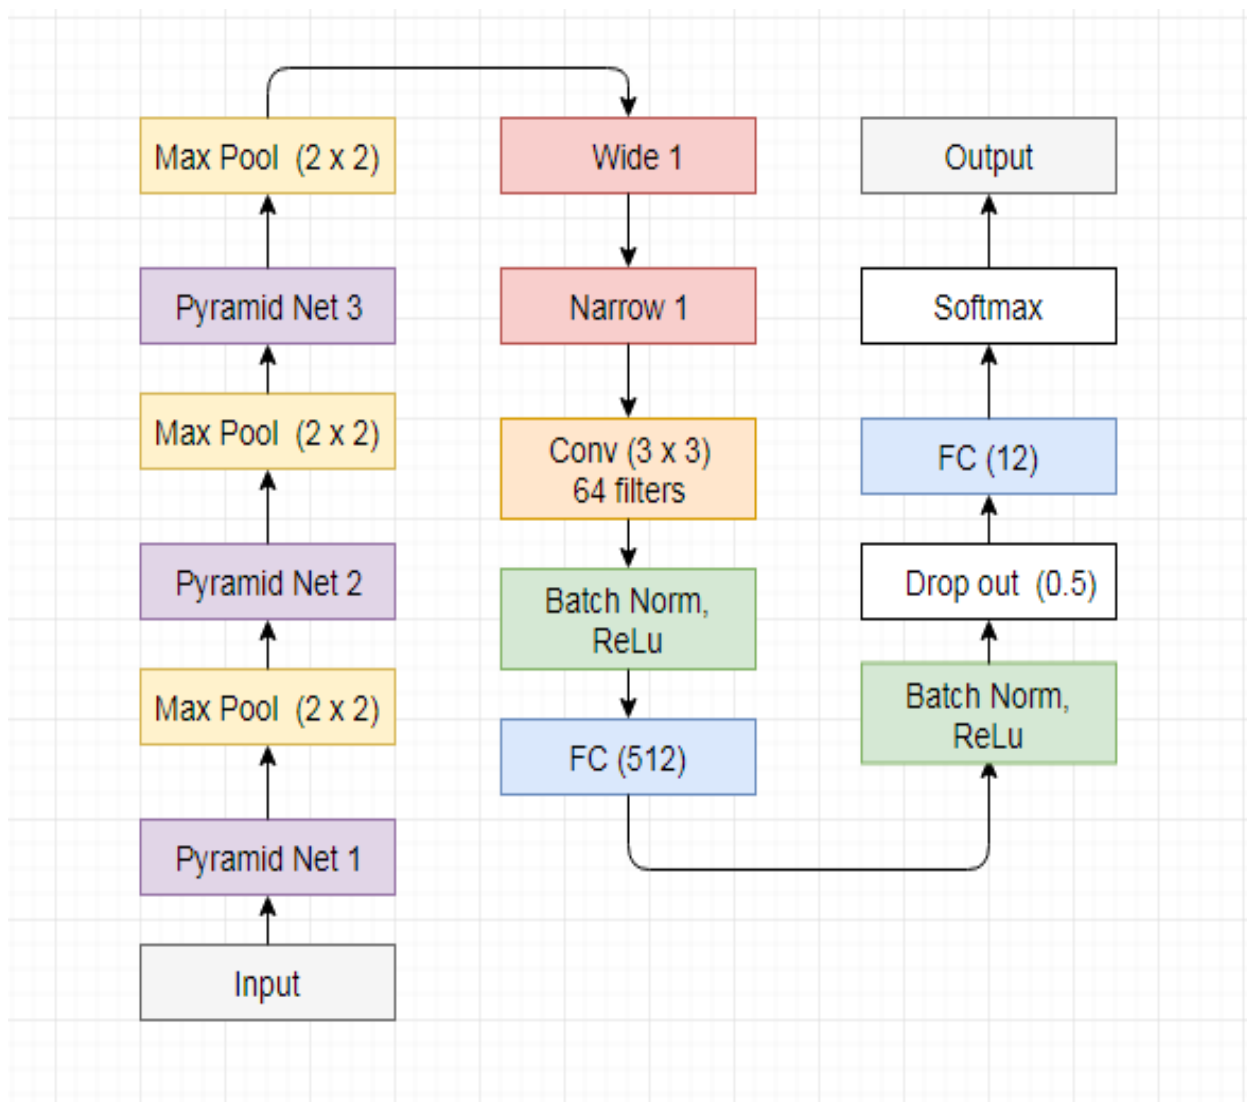 Max Pool (2 x 2)
Pyramid Net 3
Max Pool (2 x 2)
Pyramid Net 2
Max Pool (2 x 2)
Pyramid Net 1
Input
Wide 1
Narrow 1
Conv (3 x 3)
64 filters
Batch Norm,
ReLu
FC (512)
Output
Softmax
FC (12)
Drop out (0.5)
Batch Norm,
ReLu